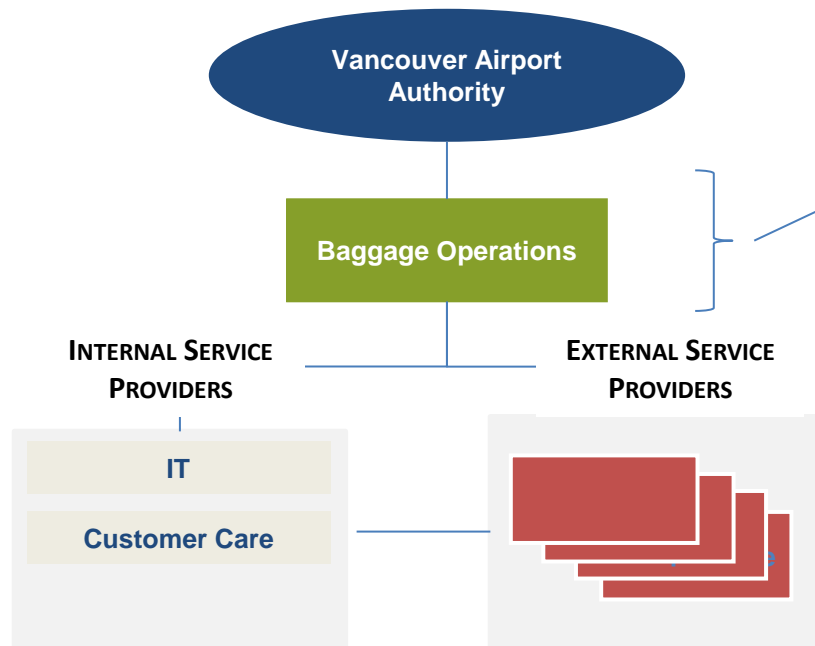 Vancouver Airport
Authority
Baggage Operations
INTERNAL SERVICE
PROVIDERS
EXTERNAL SERVICE
PROVIDERS
IT
Customer Care